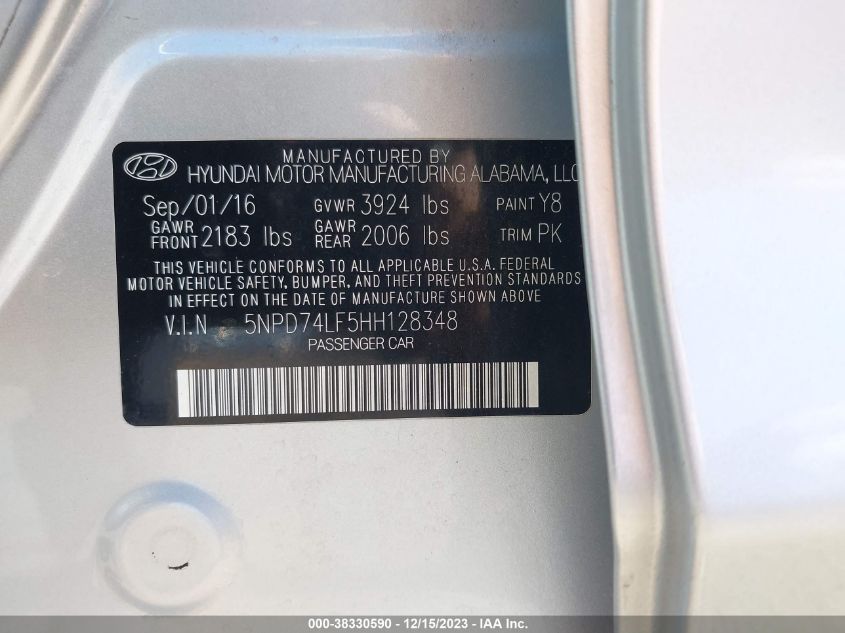 MANUFACTURED BY
HYUNDAI MOTOR MANUFACTURING ALABAMA, LLC
Sep/01/16 GVWR 3924 lbs PAINT Y8
GAWR FRONT 2183 lbs GAWR REAR 2006 lbs TRIM PK
THIS VEHICLE CONFORMS TO ALL APPLICABLE U.S.A. FEDERAL
MOTOR VEHICLE SAFETY, BUMPER, AND THEFT PREVENTION STANDARDS
IN EFFECT ON THE DATE OF MANUFACTURE SHOWN ABOVE
V.I.N 5NPD74LF5HH128348
PASSENGER CAR
000-38330590 - 12/15/2023 - IAA Inc.